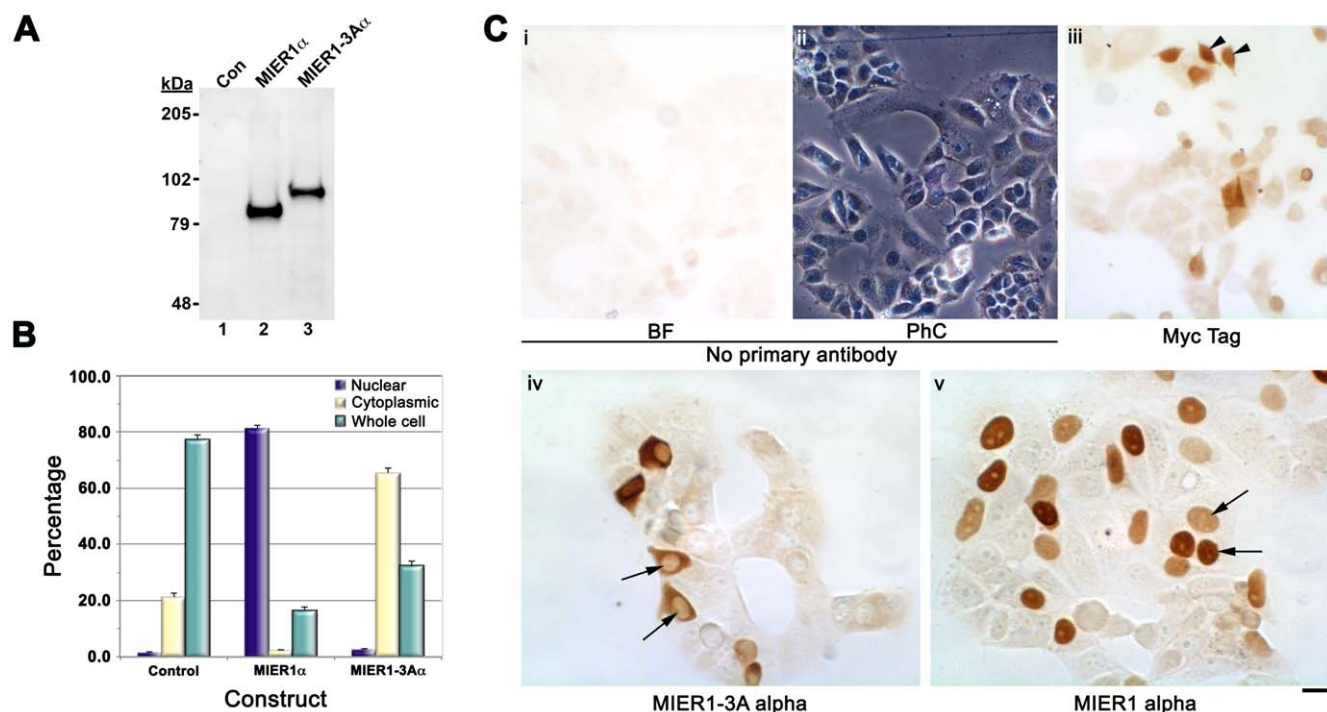 A
Con
MIER1α
MIER1-3Aα
kDa
205-
102-
79-
48-
1 2 3
B
100.0
80.0
60.0
40.0
20.0
0.0
Percentage
Nuclear
Cytoplasmic
Whole cell
Control MIER1α MIER1-3Aα
Construct
C
i ii iii
BF PhC Myc Tag
No primary antibody
iv v
MIER1-3A alpha MIER1 alpha